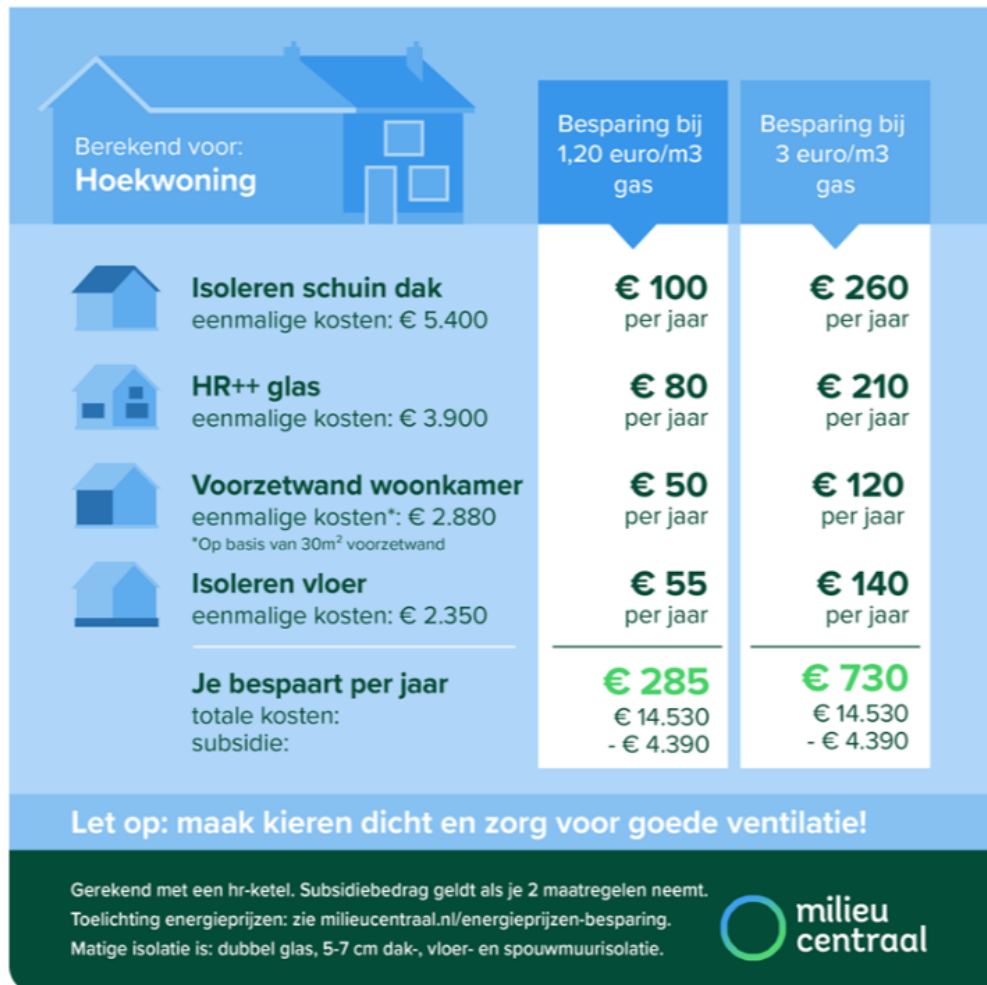 Berekend voor:
Hoekwoning
Besparing bij
1,20 euro/m3
gas
Besparing bij
3 euro/m3
gas
Isoleren schuin dak
eenmalige kosten: € 5.400
€ 100
per jaar
€ 260
per jaar
HR++ glas
eenmalige kosten: € 3.900
€ 80
per jaar
€ 210
per jaar
Voorzetwand woonkamer
eenmalige kosten*: € 2.880
*Op basis van 30m² voorzetwand
€ 50
per jaar
€ 120
per jaar
Isoleren vloer
eenmalige kosten: € 2.350
€ 55
per jaar
€ 140
per jaar
Je bespaart per jaar
€ 285
€ 730
totale kosten:
€ 14.530
€ 14.530
subsidie:
- € 4.390
- € 4.390
Let op: maak kieren dicht en zorg voor goede ventilatie!
Gerekend met een hr-ketel. Subsidiebedrag geldt als je 2 maatregelen neemt.
Toelichting energieprijzen: zie milieucentraal.nl/energieprijzen-besparing.
Matige isolatie is: dubbel glas, 5-7 cm dak-, vloer- en spouwmuurisolatie.
milieu
centraal